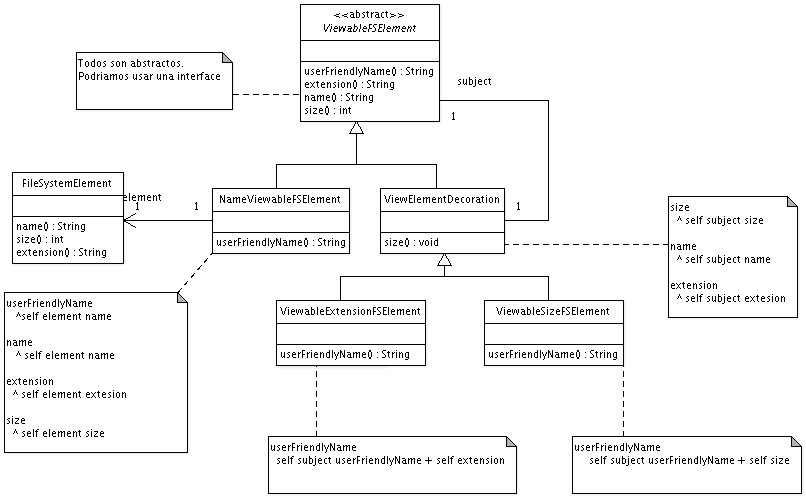 <<abstract>>
ViewableFSElement
userFriendlyName() : String
extension() : String
name() : String
size() : int
Todos son abstractos.
Podriamos usar una interface
subject
1
1
FileSystemElement
name() : String
size() : int
extension() : String
element
1
1
NameViewableFSElement
userFriendlyName() : String
ViewElementDecoration
size() : void
size
^ self subject size
name
^ self subject name
extension
^ self subject extesion
userFriendlyName
^self element name
name
^ self element name
extension
^ self element extesion
size
^ self element size
ViewableExtensionFSElement
userFriendlyName() : String
ViewableSizeFSElement
userFriendlyName() : String
userFriendlyName
self subject userFriendlyName + self extension
userFriendlyName
self subject userFriendlyName + self size